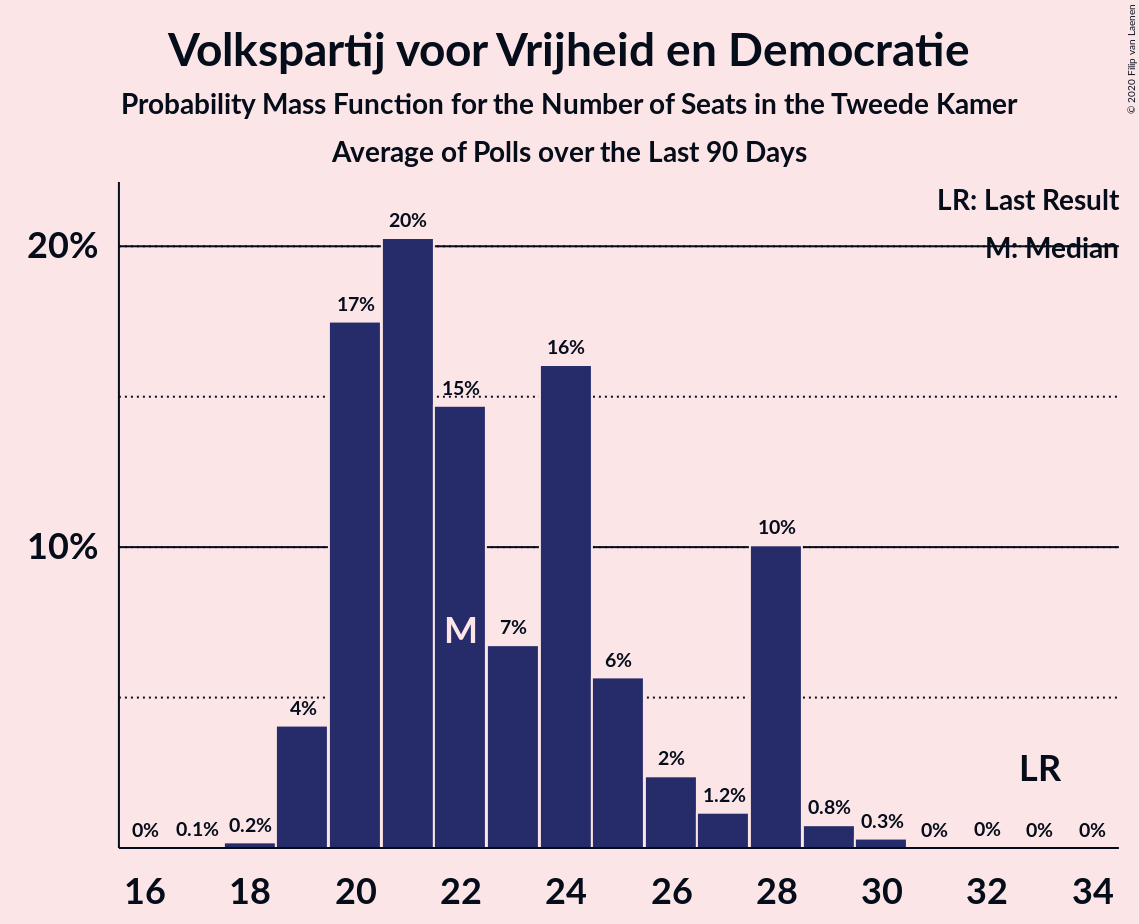 Volkspartij voor Vrijheid en Democratie
Probability Mass Function for the Number of Seats in the Tweede Kamer
Average of Polls over the Last 90 Days
© 2020 Filip van Laenen
LR: Last Result
M: Median
20%
10%
0%
0.1%
0.2%
4%
17%
20%
15%
7%
16%
6%
2%
1.2%
10%
0.8%
0.3%
0%
0%
0%
0%
M
LR
16 18 20 22 24 26 28 30 32 34